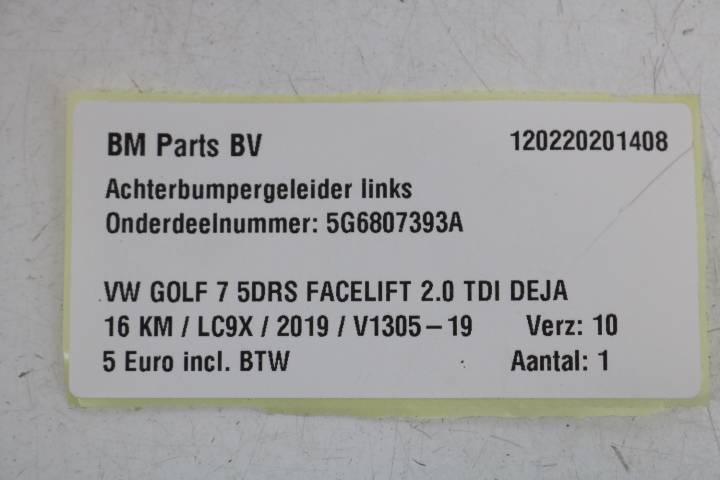 BM Parts BV 120220201408
Achterbumpergeleider links
Onderdeelnummer: 5G6807393A
VW GOLF 7 5DRS FACELIFT 2.0 TDI DEJA
16 KM / LC9X / 2019 / V1305-19 Verz: 10
5 Euro incl. BTW Aantal: 1